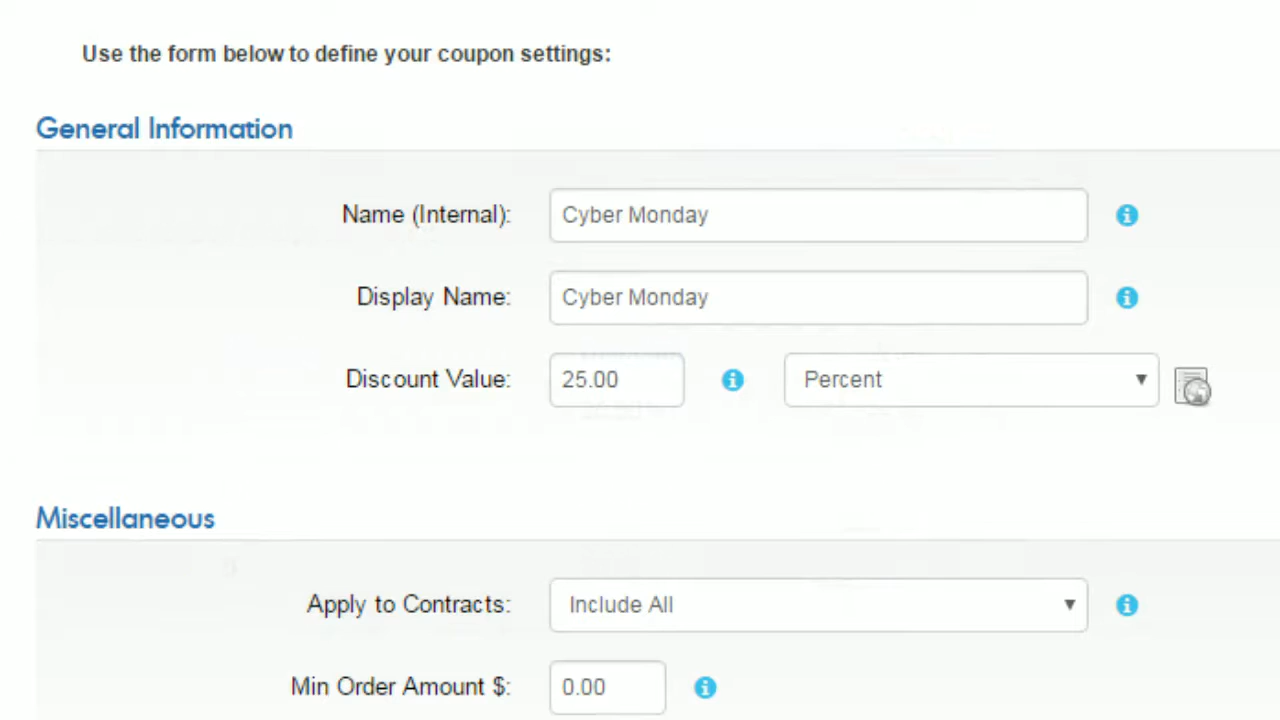 Use the form below to define your coupon settings:
General Information
Name (Internal): Cyber Monday
Display Name: Cyber Monday
Discount Value: 25.00 Percent
Miscellaneous
Apply to Contracts: Include All
Min Order Amount $: 0.00